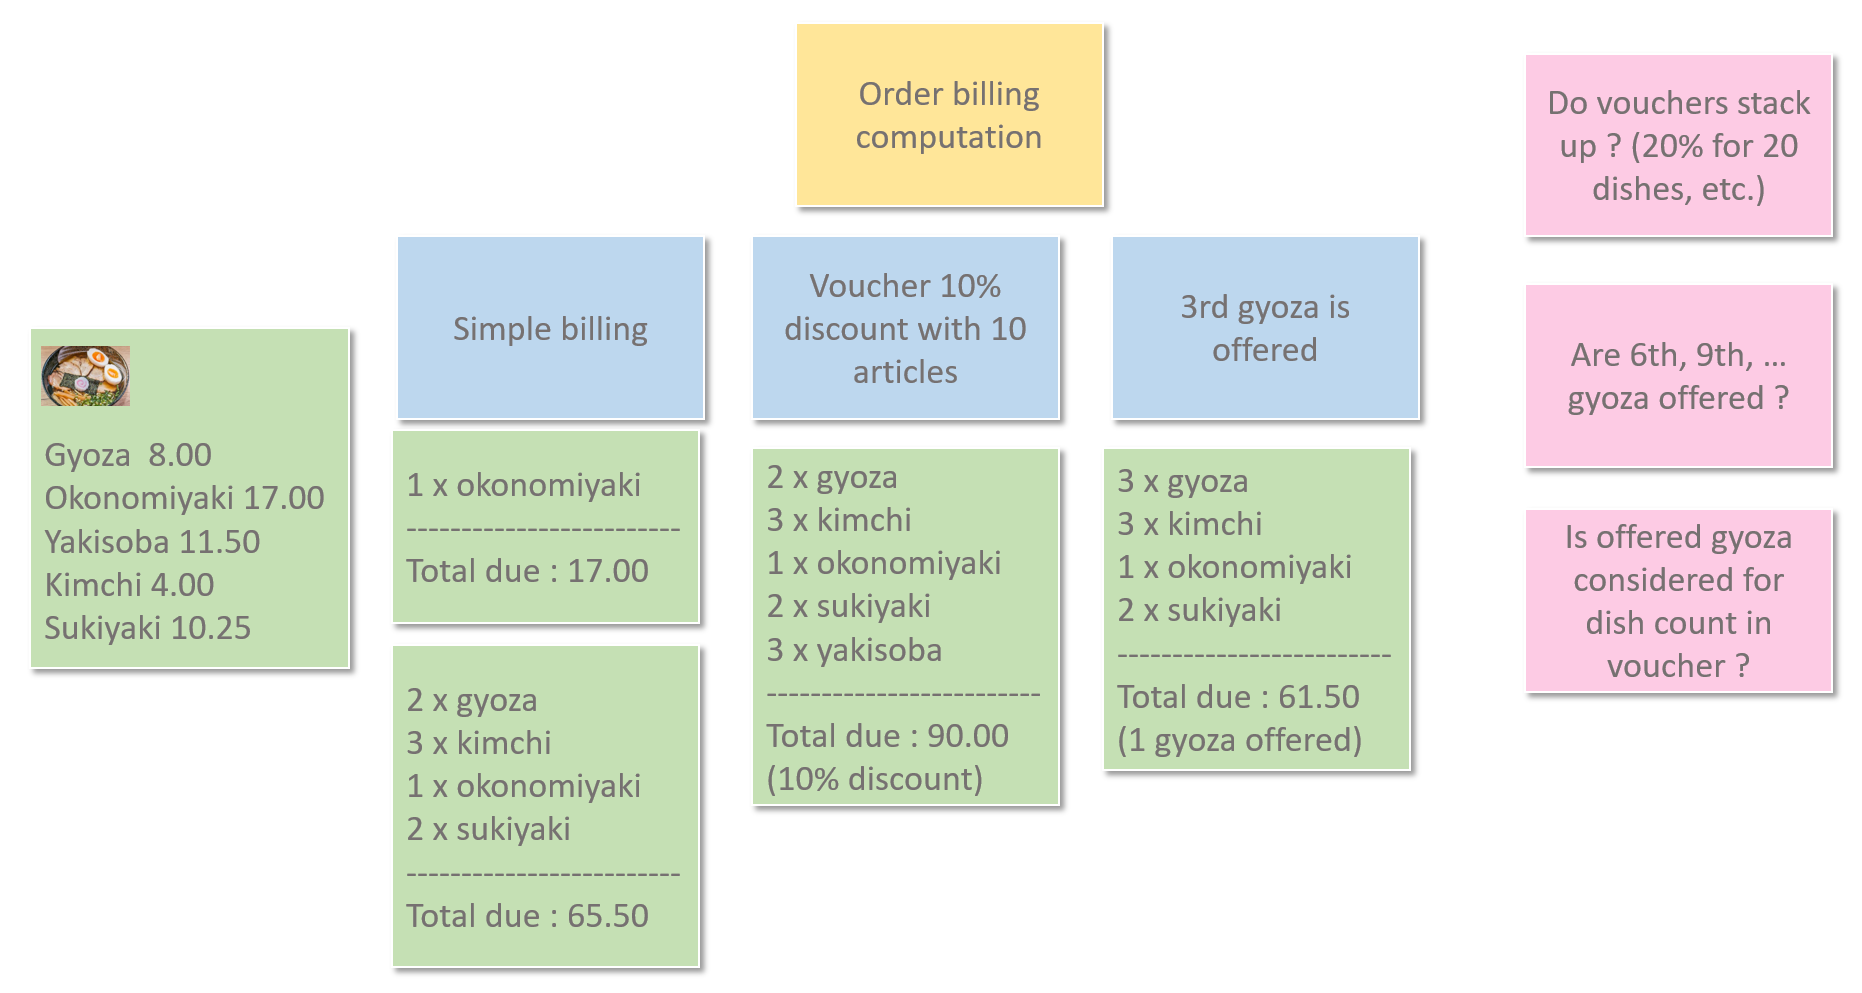 Order billing
computation
Do vouchers stack
up ? (20% for 20
dishes, etc.)
Simple billing
Voucher 10%
discount with 10
articles
3rd gyoza is
offered
Are 6th, 9th, ...
gyoza offered ?
Gyoza  8.00
Okonomiyaki 17.00
Yakisoba 11.50
Kimchi 4.00
Sukiyaki 10.25
1 x okonomiyaki
-------------------------
Total due : 17.00
2 x gyoza
3 x kimchi
1 x okonomiyaki
2 x sukiyaki
-------------------------
Total due : 65.50
2 x gyoza
3 x kimchi
1 x okonomiyaki
2 x sukiyaki
3 x yakisoba
-------------------------
Total due : 90.00
(10% discount)
3 x gyoza
3 x kimchi
1 x okonomiyaki
2 x sukiyaki
-------------------------
Total due : 61.50
(1 gyoza offered)
Is offered gyoza
considered for
dish count in
voucher ?